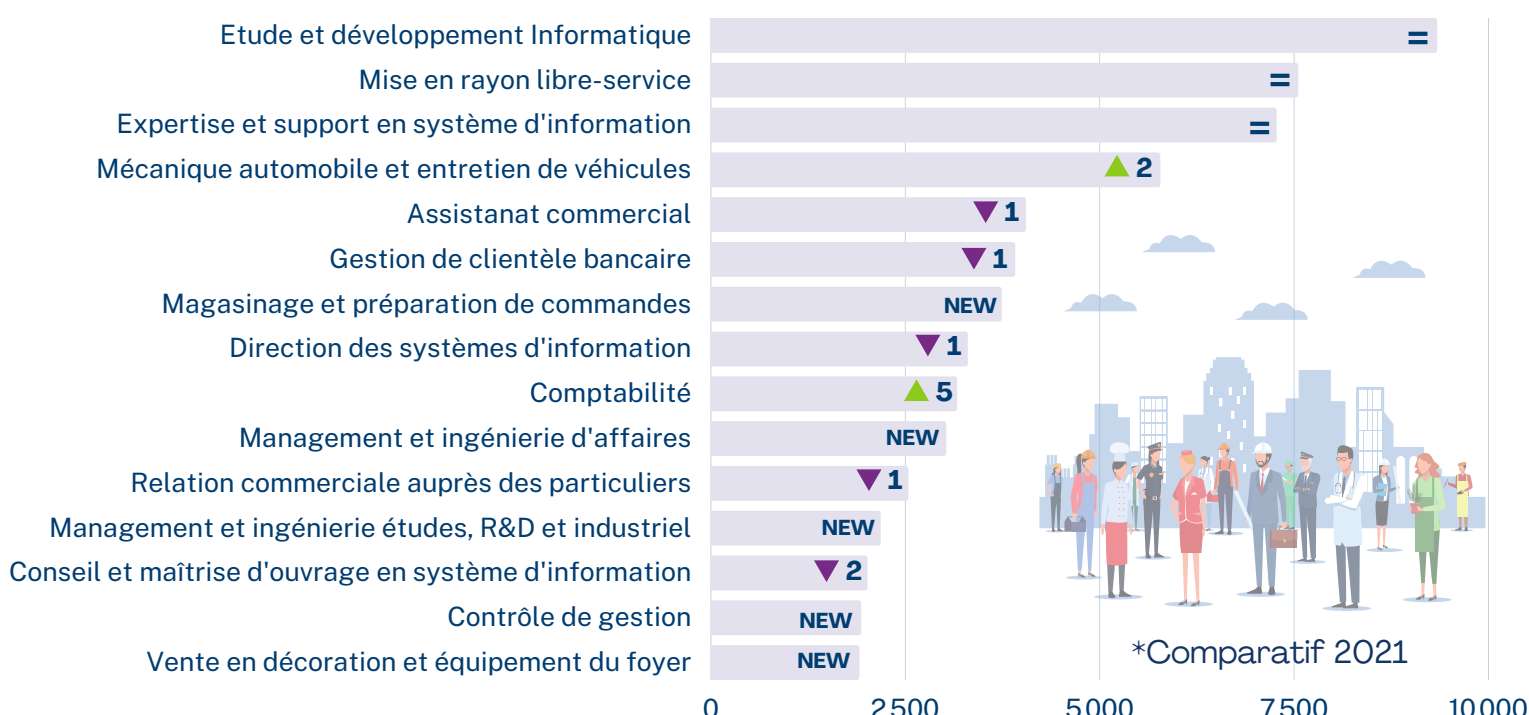 Etude et développement Informatique =
Mise en rayon libre-service =
Expertise et support en système d'information =
Mécanique automobile et entretien de véhicules ▲ 2
Assistanat commercial ▼ 1
Gestion de clientèle bancaire ▼ 1
Magasinage et préparation de commandes NEW
Direction des systèmes d'information ▼ 1
Comptabilité ▲ 5
Management et ingénierie d'affaires NEW
Relation commerciale auprès des particuliers ▼ 1
Management et ingénierie études, R&D et industriel NEW
Conseil et maîtrise d'ouvrage en système d'information ▼ 2
Contrôle de gestion NEW
Vente en décoration et équipement du foyer NEW
*Comparatif 2021
0 2500 5000 7500 10000